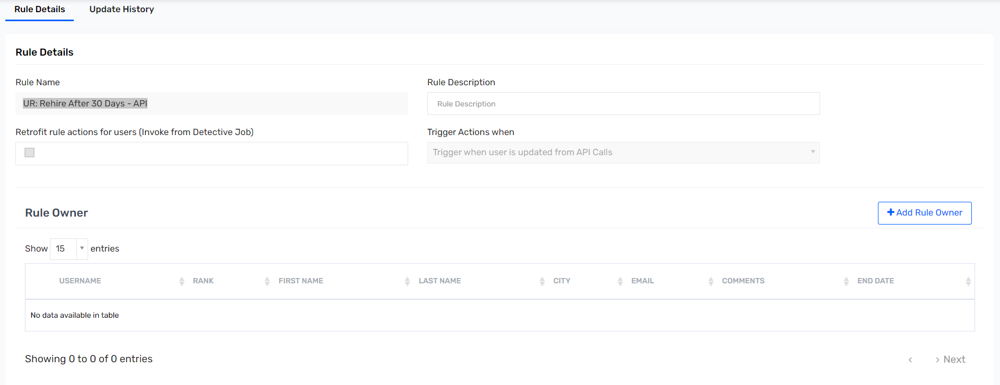 Rule Details Update History
Rule Details
Rule Name Rule Description
UR: Rehire After 30 Days - API Rule Description
Retrofit rule actions for users (Invoke from Detective Job) Trigger Actions when
Trigger when user is updated from API Calls
Rule Owner Add Rule Owner
Show 15 entries
USERNAME RANK FIRST NAME LAST NAME CITY EMAIL COMMENTS END DATE
No data available in table
Showing 0 to 0 of 0 entries ‹ › Next